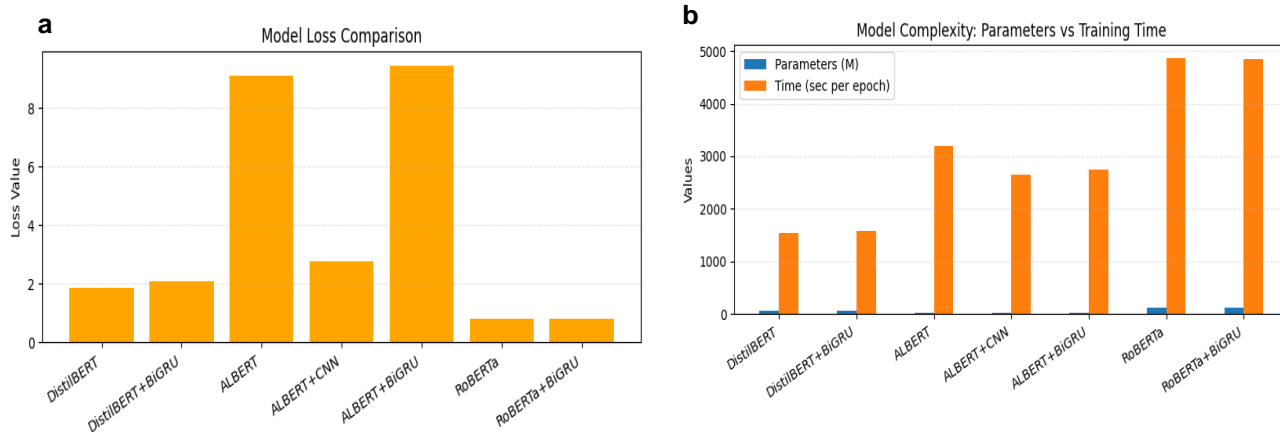 a
Model Loss Comparison
Loss Value
8
6
4
2
0
DistilBERT
DistilBERT+BiGRU
ALBERT
ALBERT+CNN
ALBERT+BiGRU
RoBERTa
RoBERTa+BiGRU
b
Model Complexity: Parameters vs Training Time
Parameters (M)
Time (sec per epoch)
Values
5000
4000
3000
2000
1000
0
DistilBERT
DistilBERT+BiGRU
ALBERT
ALBERT+CNN
ALBERT+BiGRU
RoBERTa
RoBERTa+BiGRU